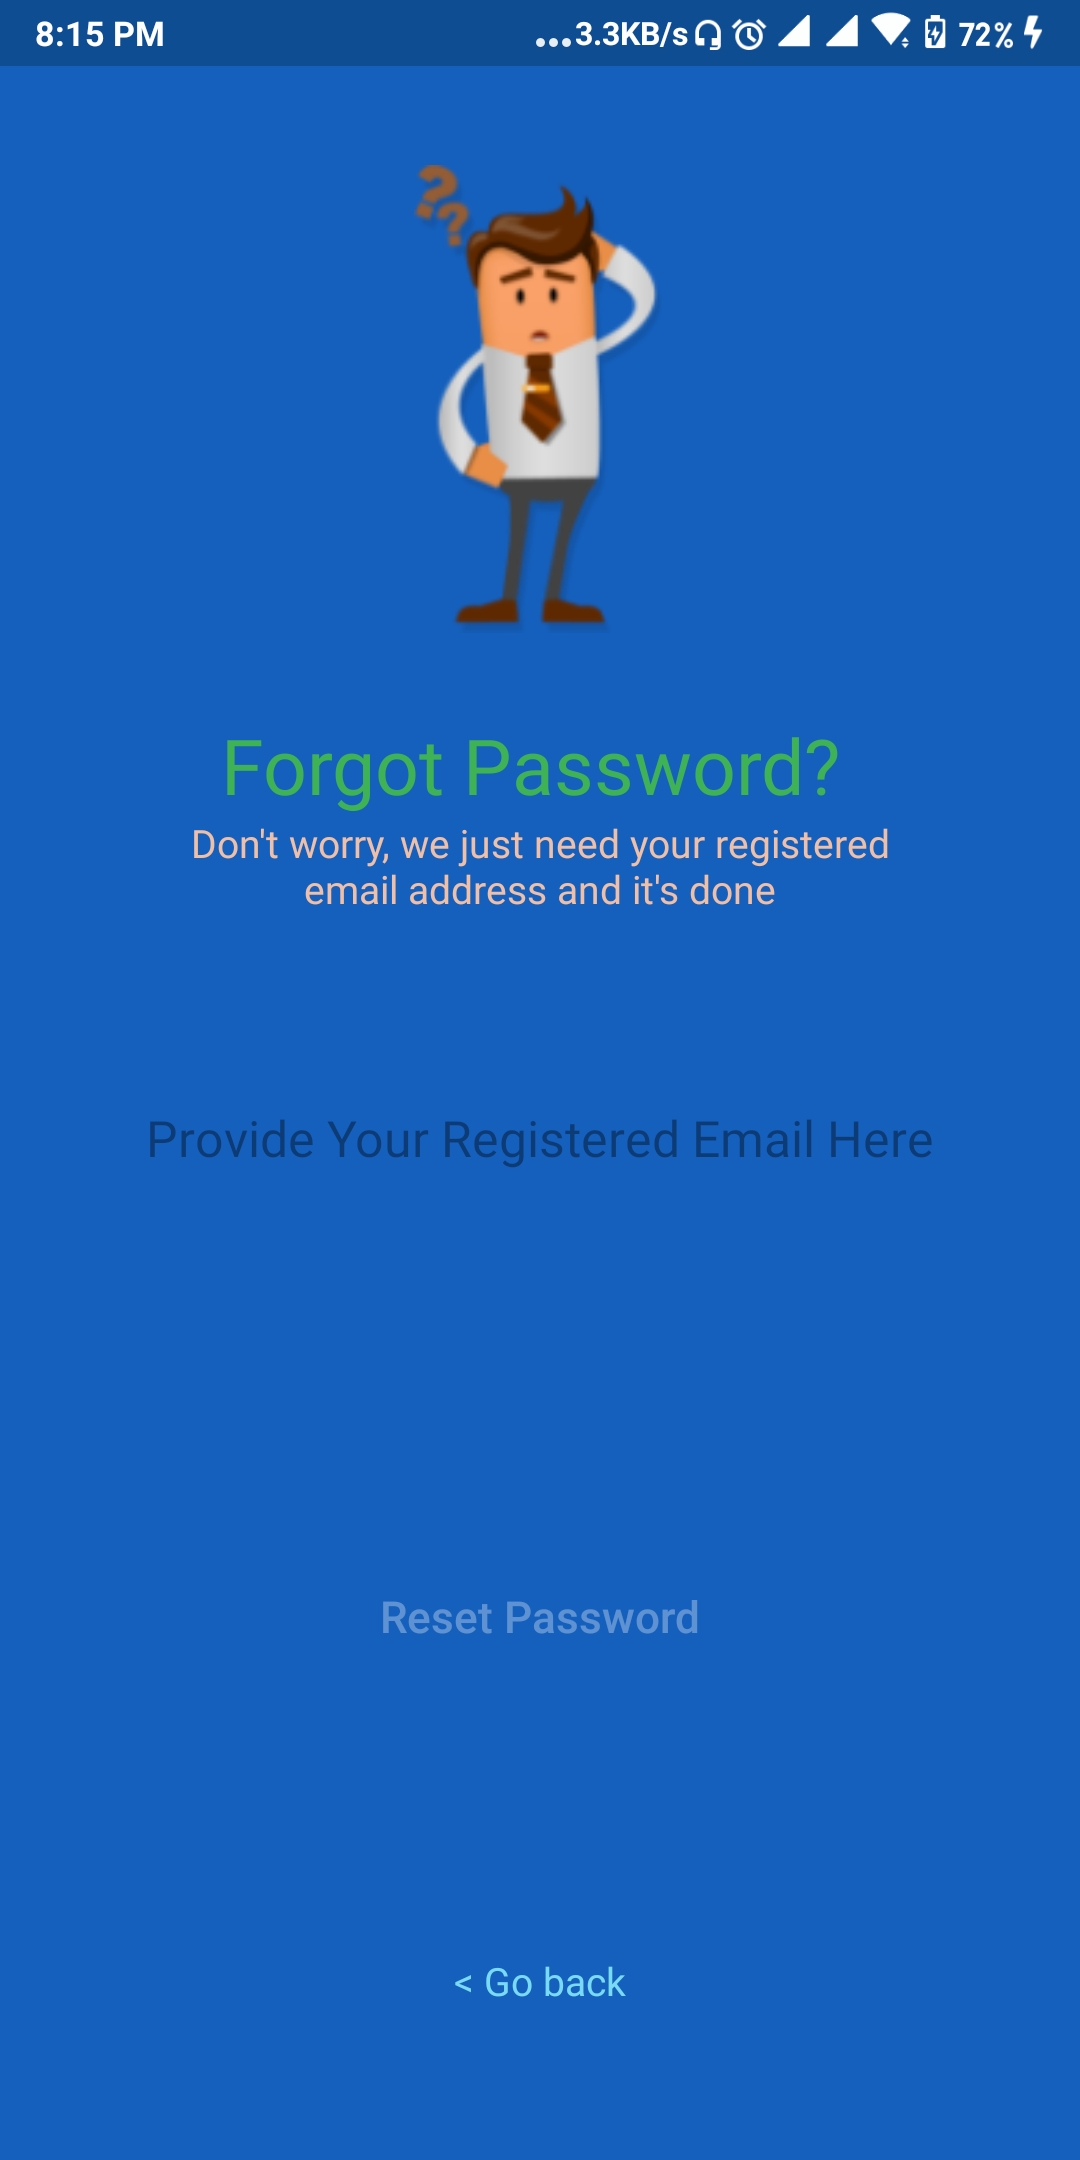 8:15 PM
...3.3KB/s 72%
??
Forgot Password?
Don't worry, we just need your registered
email address and it's done
Provide Your Registered Email Here
Reset Password
< Go back